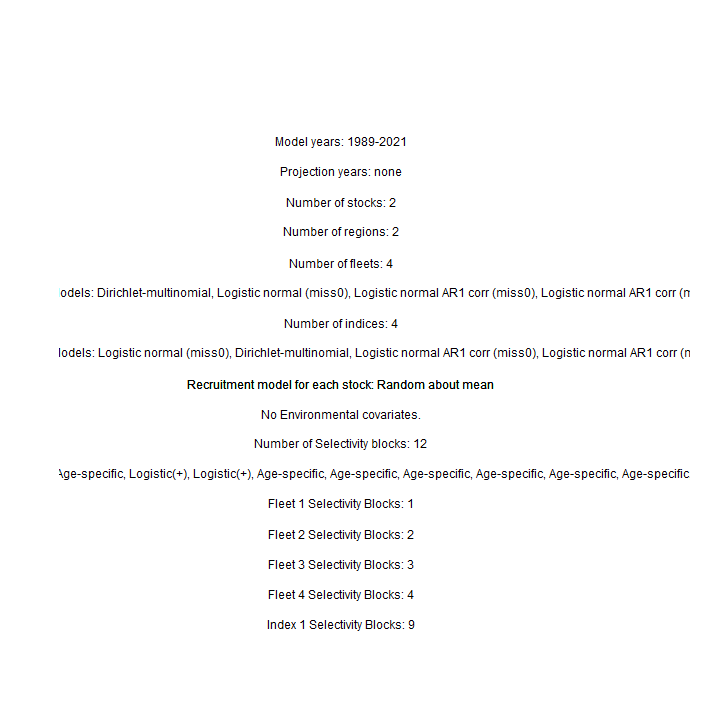 Model years: 1989-2021
Projection years: none
Number of stocks: 2
Number of regions: 2
Number of fleets: 4
odels: Dirichlet-multinomial, Logistic normal (miss0), Logistic normal AR1 corr (miss0), Logistic normal AR1 corr (m
Number of indices: 4
lodels: Logistic normal (miss0), Dirichlet-multinomial, Logistic normal AR1 corr (miss0), Logistic normal AR1 corr (n
Recruitment model for each stock: Random about mean
No Environmental covariates.
Number of Selectivity blocks: 12
Age-specific, Logistic(+), Logistic(+), Age-specific, Age-specific, Age-specific, Age-specific, Age-specific, Age-specific
Fleet 1 Selectivity Blocks: 1
Fleet 2 Selectivity Blocks: 2
Fleet 3 Selectivity Blocks: 3
Fleet 4 Selectivity Blocks: 4
Index 1 Selectivity Blocks: 9